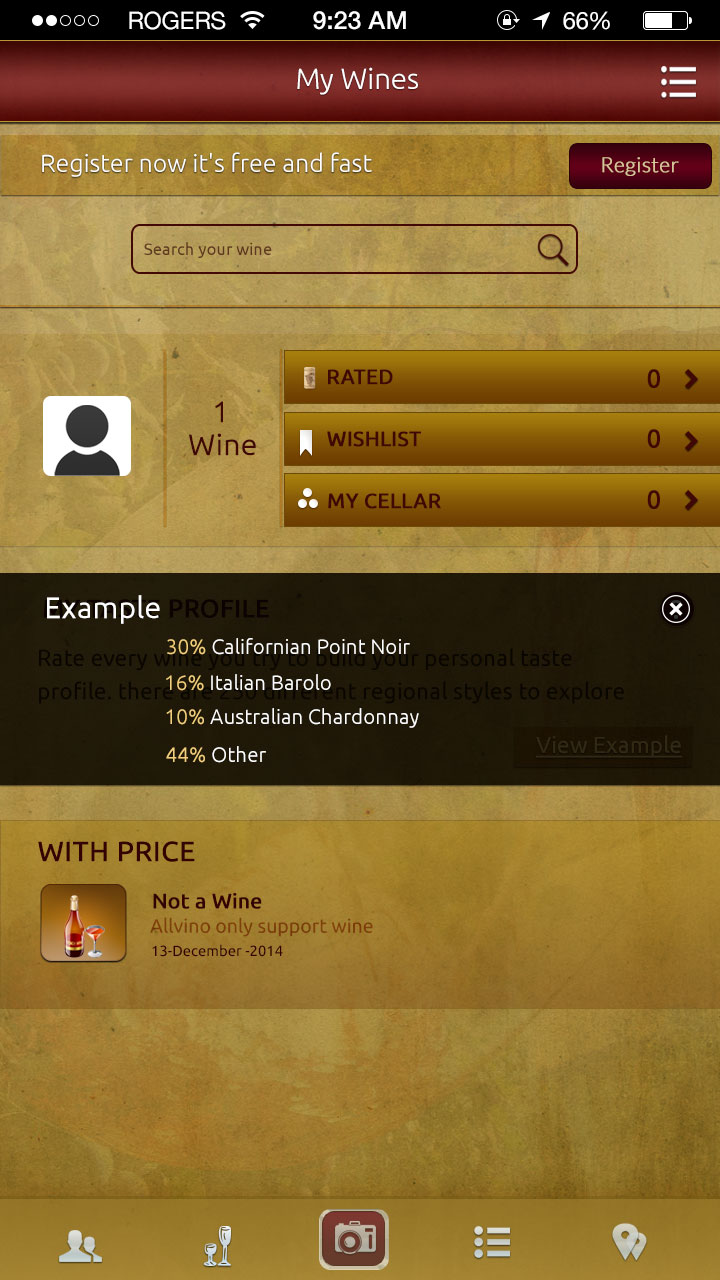 ROGERS 9:23 AM 66%
My Wines
Register now it's free and fast
Register
Search your wine
1
Wine
RATED 0
WISHLIST 0
MY CELLAR 0
Example
PROFILE
30% Californian Point Noir
Rate every wine you try to build your personal taste
16% Italian Barolo
profile. there are different regional styles to explore
10% Australian Chardonnay
View Example
44% Other
WITH PRICE
Not a Wine
Allvino only support wine
13-December -2014